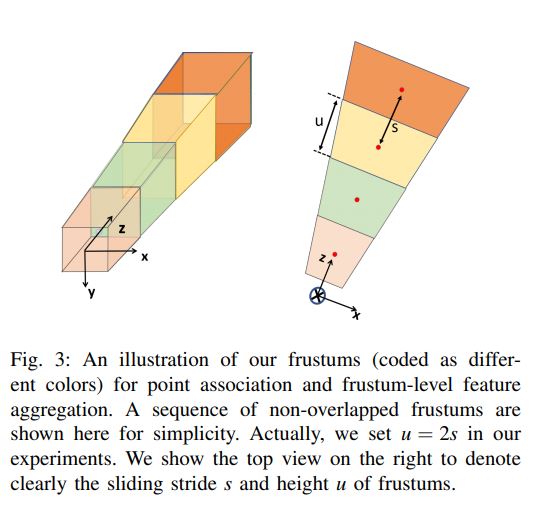 z
x
y
u
s
z
x
Fig. 3: An illustration of our frustums (coded as differ-
ent colors) for point association and frustum-level feature
aggregation. A sequence of non-overlapped frustums are
shown here for simplicity. Actually, we set u = 2s in our
experiments. We show the top view on the right to denote
clearly the sliding stride s and height u of frustums.